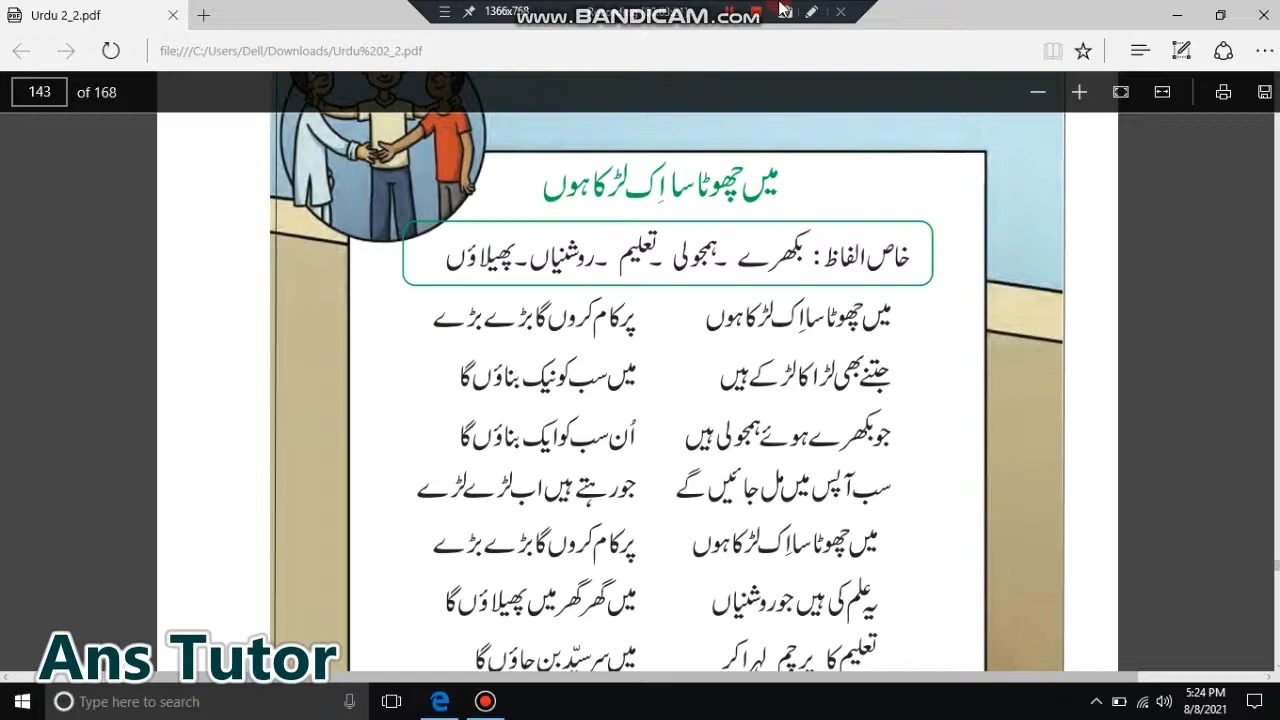 Urdu 2_2.pdf
1366x768
www.BANDICAM.com
file:///C:/Users/Dell/Downloads/Urdu%202_2.pdf
143 of 168
میں چھوٹا سا اِک لڑکا ہوں
خاص الفاظ : بکھرے ۔ ہمجولی ۔ تعلیم ۔ روشنیاں ۔ پھیلاؤں
میں چھوٹا سا اِک لڑکا ہوں پر کام کروں گا بڑے بڑے
جتنے بھی لڑاکا لڑکے ہیں میں سب کو نیک بناؤں گا
جو بکھرے ہوئے ہمجولی ہیں اُن سب کو ایک بناؤں گا
سب آپس میں مل جائیں گے جو رہتے ہیں اب لڑے لڑے
میں چھوٹا سا اِک لڑکا ہوں پر کام کروں گا بڑے بڑے
یہ علم کی ہیں جو روشنیاں میں گھر گھر میں پھیلاؤں گا
تعلیم کا پرچم لہرا کر میں سرسیّد بن جاؤں گا
Ans Tutor
Type here to search
5:24 PM
8/8/2021